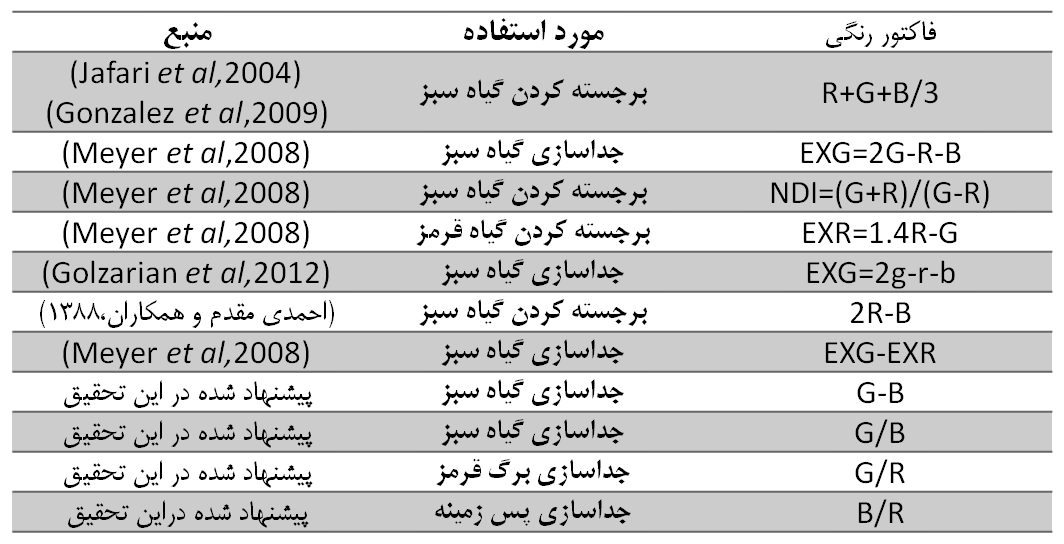 فاکتور رنگی مورد استفاده منبع
R+G+B/3 برجسته کردن گیاه سبز (Jafari et al,2004)
(Gonzalez et al,2009)
EXG=2G-R-B جداسازی گیاه سبز (Meyer et al,2008)
NDI=(G+R)/(G-R) برجسته کردن گیاه سبز (Meyer et al,2008)
EXR=1.4R-G برجسته کردن گیاه قرمز (Meyer et al,2008)
EXG=2g-r-b جداسازی گیاه سبز (Golzarian et al,2012)
2R-B برجسته کردن گیاه سبز (احمدی مقدم و همکاران،۱۳۸۸)
EXG-EXR جداسازی گیاه سبز (Meyer et al,2008)
G-B جداسازی گیاه سبز پیشنهاد شده در این تحقیق
G/B جداسازی گیاه سبز پیشنهاد شده در این تحقیق
G/R جداسازی برگ قرمز پیشنهاد شده در این تحقیق
B/R جداسازی پس زمینه پیشنهاد شده دراین تحقیق